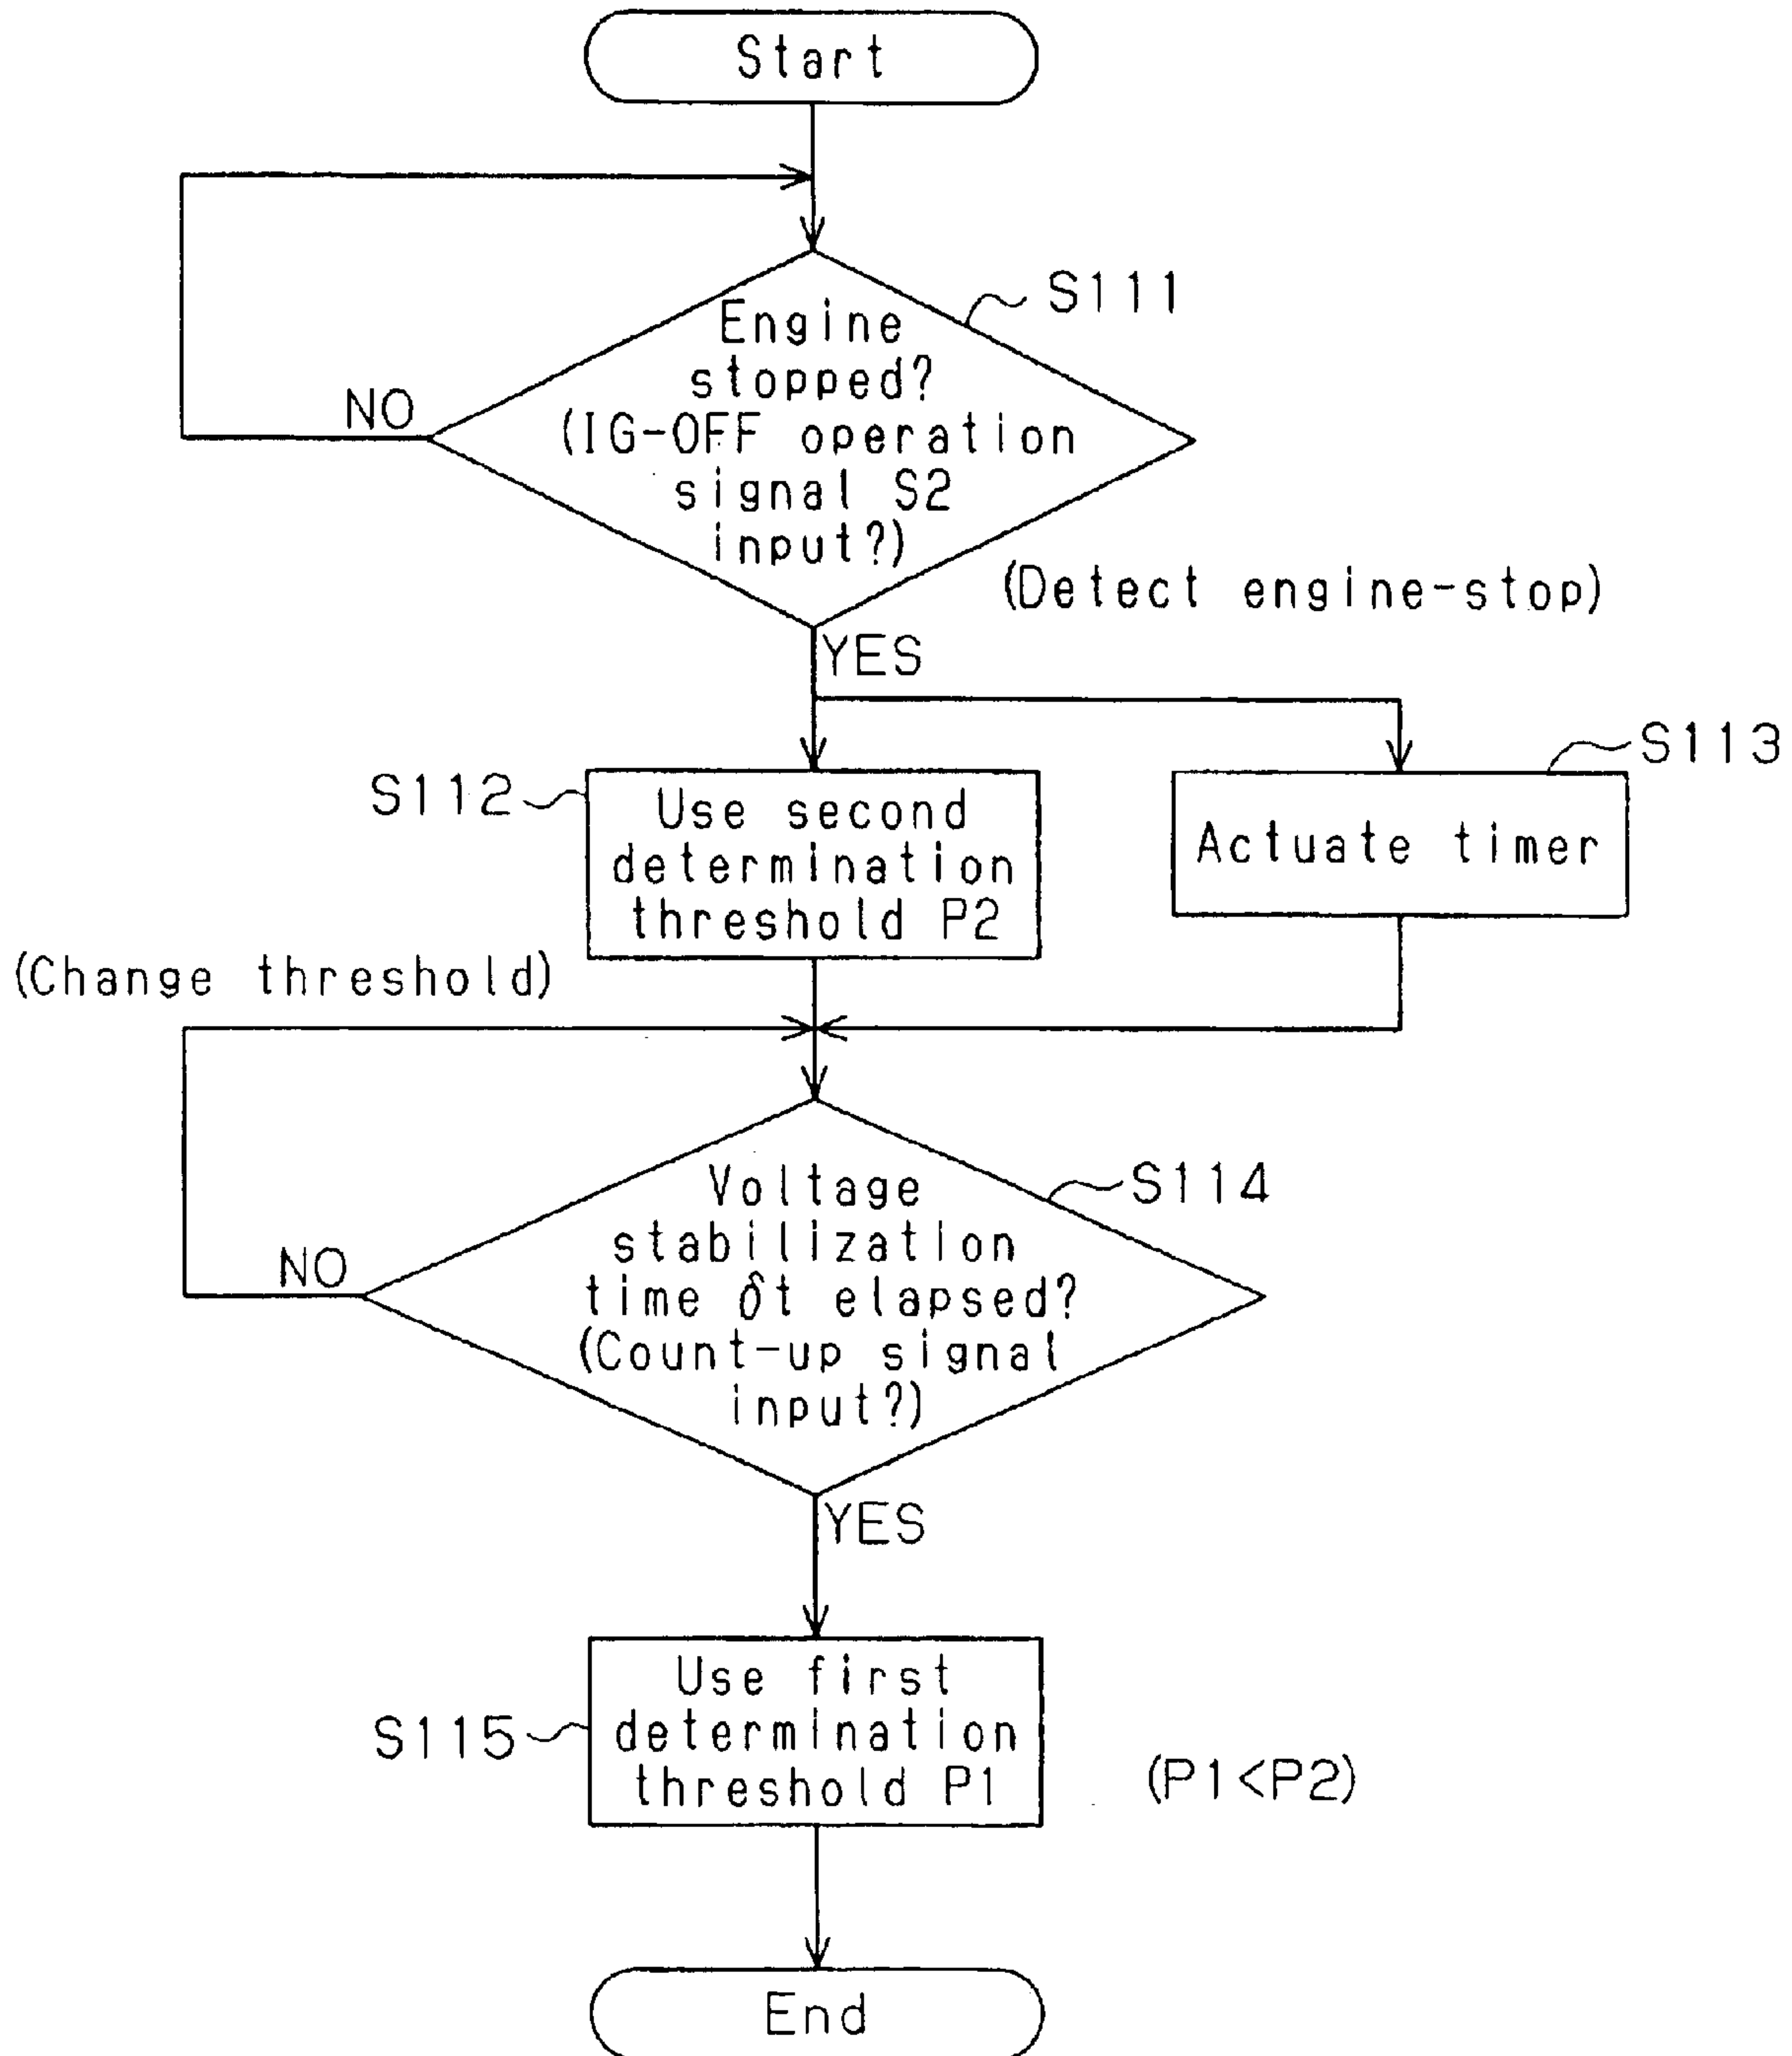 Start
S111
Engine
stopped?
(IG-OFF operation
signal S2
input?)
NO
(Detect engine-stop)
YES
S113
S112
Use second
determination
threshold P2
Actuate timer
(Change threshold)
S114
Voltage
stabilization
time δt elapsed?
(Count-up signal
input?)
NO
YES
S115
Use first
determination
threshold P1
(P1<P2)
End